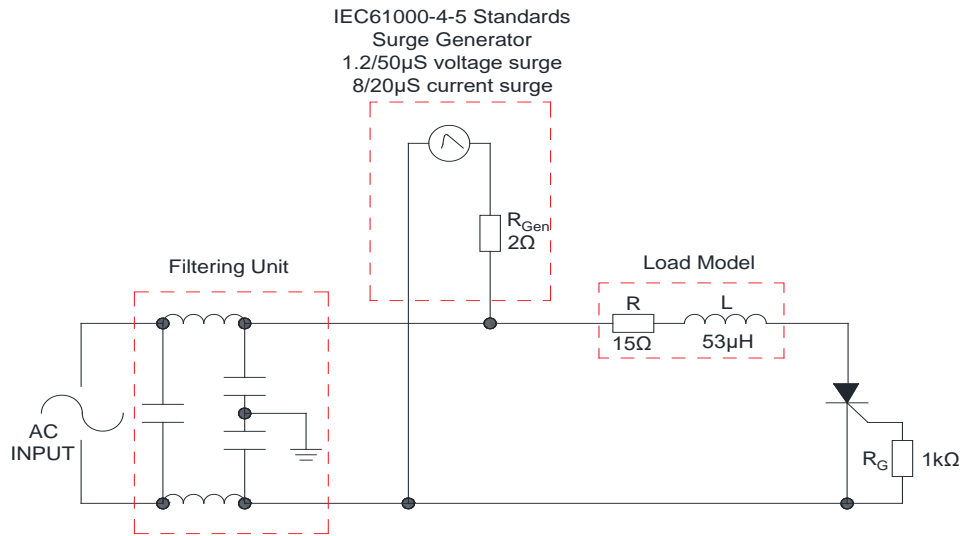 IEC61000-4-5 Standards
Surge Generator
1.2/50µS voltage surge
8/20µS current surge
R_Gen
2Ω
Filtering Unit
Load Model
R
L
15Ω
53µH
AC
INPUT
R_G
1kΩ